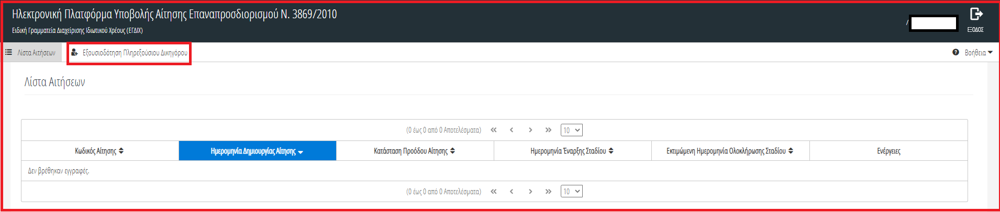 Ηλεκτρονική Πλατφόρμα Υποβολής Αίτησης Επαναπροσδιορισμού Ν. 3869/2010
Ειδική Γραμματεία Διαχείρισης Ιδιωτικού Χρέους (ΕΓΔΙΧ)
/
ΕΞΟΔΟΣ
Λίστα Αιτήσεων Εξουσιοδότηση Πληρεξούσιου Δικηγόρου Βοήθεια
Λίστα Αιτήσεων
(0 έως 0 από 0 Αποτελέσματα) 10
Κωδικός Αίτησης Ημερομηνία Δημιουργίας Αίτησης Κατάσταση Προόδου Αίτησης Ημερομηνία Έναρξης Σταδίου Εκτιμώμενη Ημερομηνία Ολοκλήρωσης Σταδίου Ενέργειες
Δεν βρέθηκαν εγγραφές.
(0 έως 0 από 0 Αποτελέσματα) 10